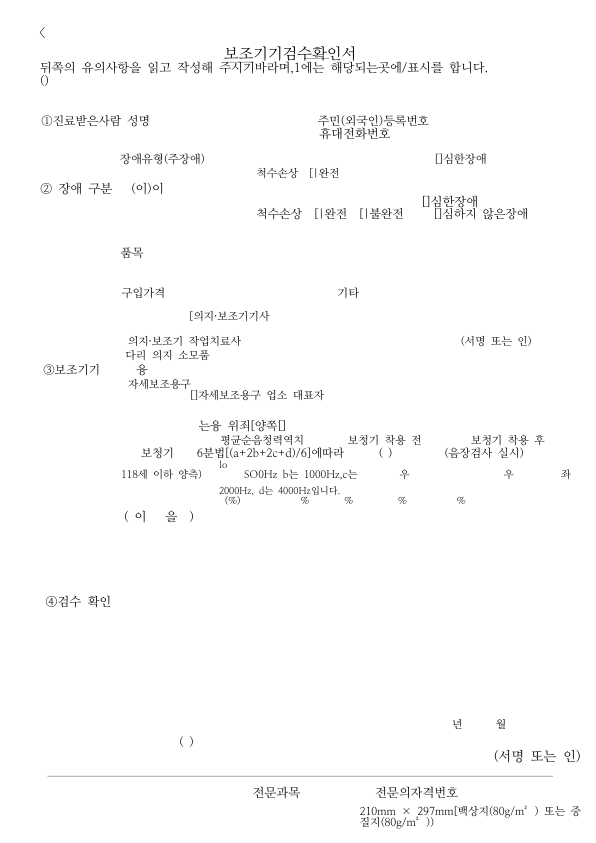 〈
보조기기검수확인서
뒤쪽의 유의사항을 읽고 작성해 주시기바라며,1에는 해당되는곳에/표시를 합니다.
()
①진료받은사람 성명 주민(외국인)등록번호
휴대전화번호
장애유형(주장애) []심한장애
척수손상 [|완전
② 장애 구분 (이)이
[]심한장애
척수손상 [|완전 [|불완전 []심하지 않은장애
품목
구입가격 기타
[의지·보조기기사
의지·보조기 작업치료사 (서명 또는 인)
다리 의지 소모품
③보조기기 융
자세보조용구
[]자세보조용구 업소 대표자
는융 위죄[양쪽[]
평균순음청력역치 보청기 착용 전 보청기 착용 후
보청기 6분법[(a+2b+2c+d)/6]에따라 ( ) (음장검사 실시)
lo
118세 이하 양측) SO0Hz b는 1000Hz,c는 우 우 좌
2000Hz, d는 4000Hz입니다.
(%) % % % %
( 이 을 )
④검수 확인
년 월
( )
(서명 또는 인)
전문과목 전문의자격번호
210mm × 297mm[백상지(80g/m² ) 또는 중
질지(80g/m² ))